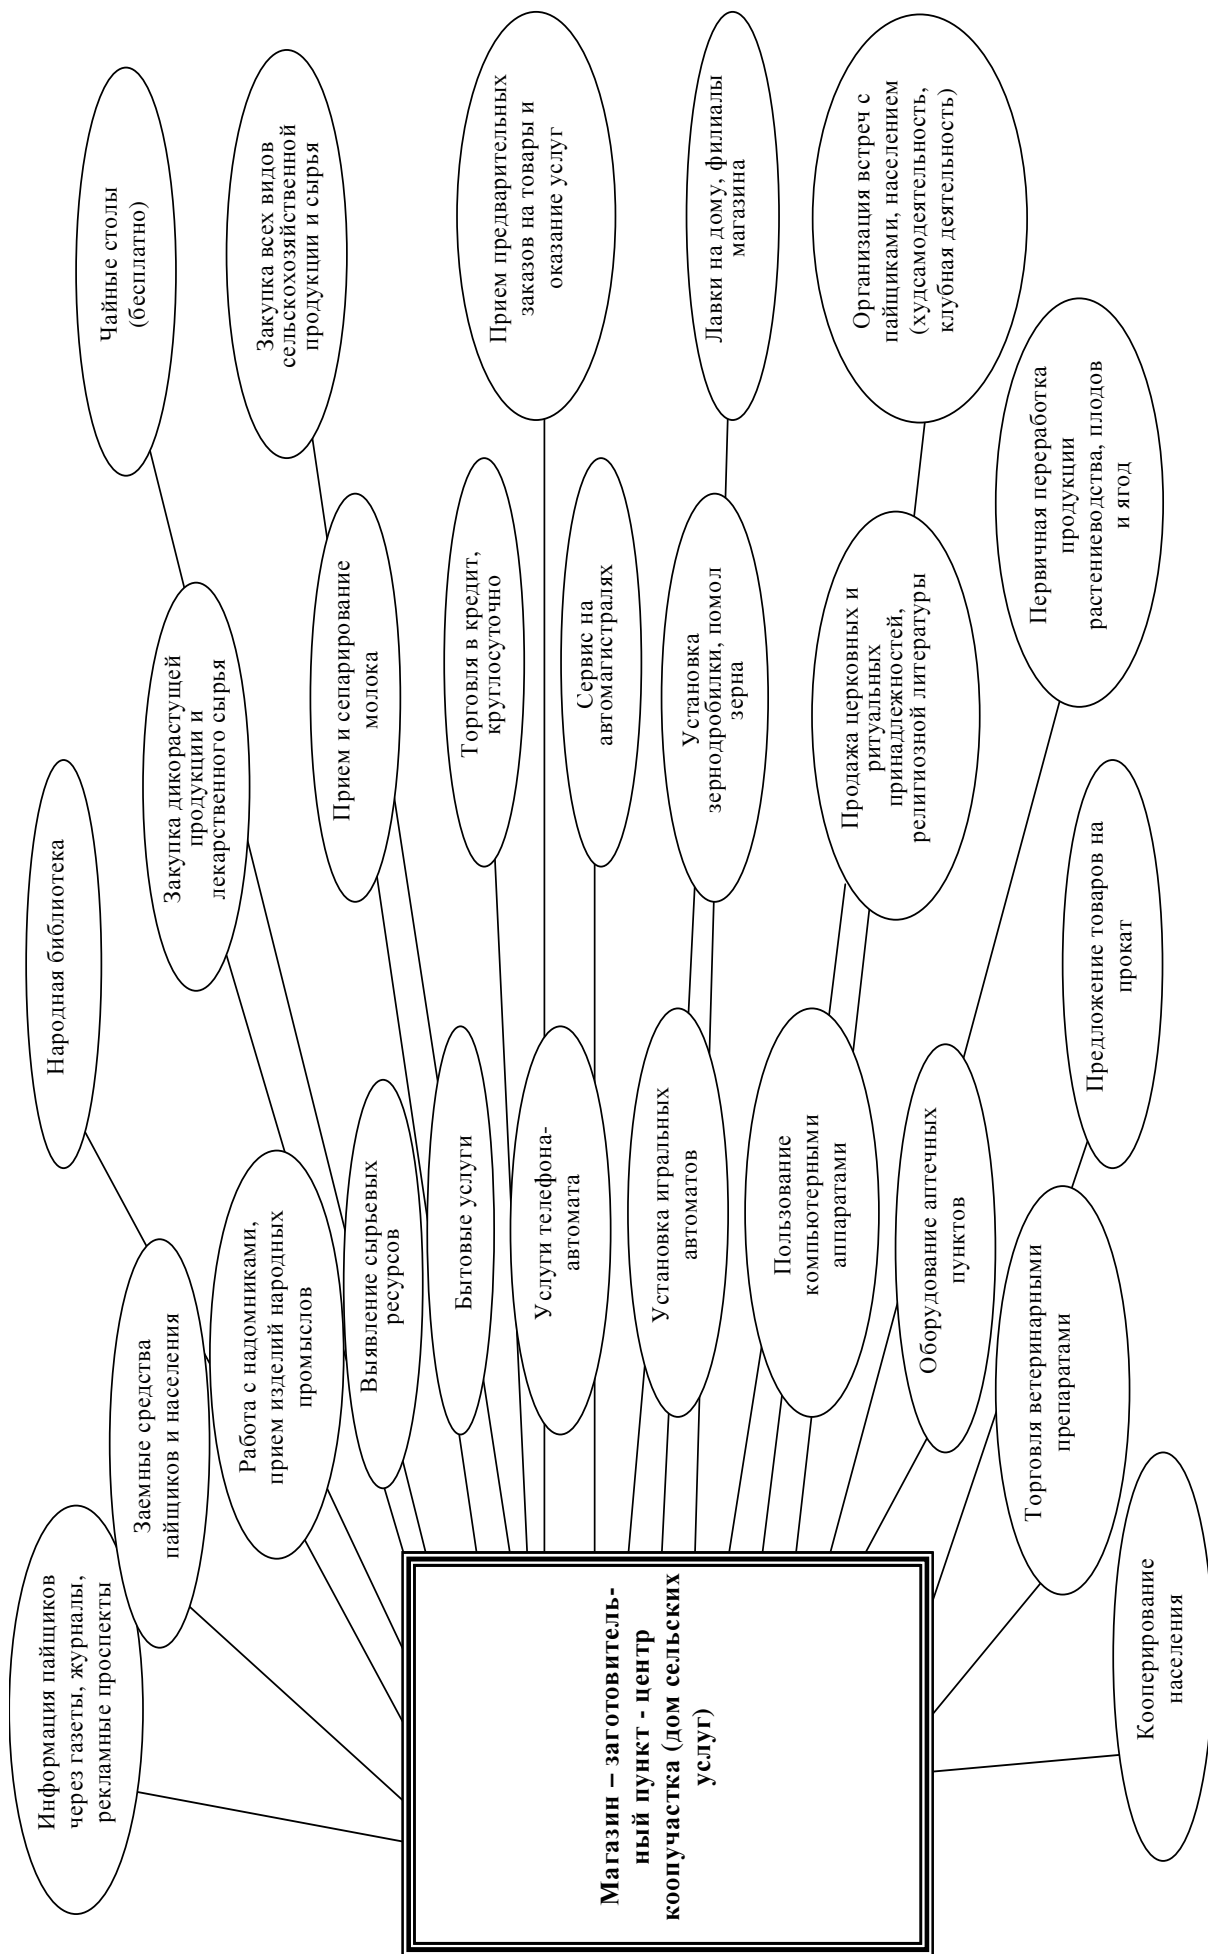 Информация пайщиков
через газеты, журналы,
рекламные проспекты
Заемные средства
пайщиков и населения
Народная библиотека
Работа с надомниками,
прием изделий народных
промыслов
Закупка дикорастущей
продукции и
лекарственного сырья
Чайные столы
(бесплатно)
Выявление сырьевых
ресурсов
Прием и сепарирование
молока
Закупка всех видов
сельскохозяйственной
продукции и сырья
Бытовые услуги
Торговля в кредит,
круглосуточно
Прием предварительных
заказов на товары и
оказание услуг
Услуги телефона-
автомата
Сервис на
автомагистралях
Установка игральных
автоматов
Установка
зернодробилки, помол
зерна
Лавки на дому, филиалы
магазина
Пользование
компьютерными
аппаратами
Продажа церковных и
ритуальных
принадлежностей,
религиозной литературы
Организация встреч с
пайщиками, населением
(худсамодеятельность,
клубная деятельность)
Оборудование аптечных
пунктов
Первичная переработка
продукции
растениеводства, плодов
и ягод
Торговля ветеринарными
препаратами
Предложение товаров на
прокат
Кооперирование
населения
Магазин – заготовитель-
ный пункт - центр
коопучастка (дом сельских
услуг)